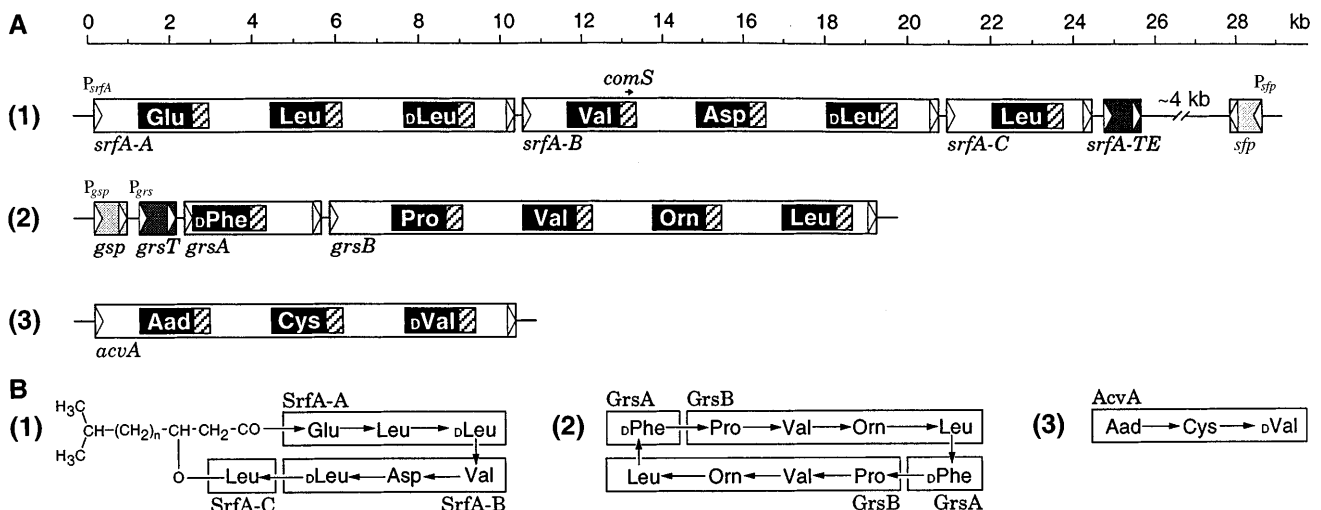 A 0 2 4 6 8 10 12 14 16 18 20 22 24 26 28 kb
PsrfA comS Psfp
(1) Glu Leu DLeu Val Asp DLeu Leu ~4 kb
srfA-A srfA-B srfA-C srfA-TE sfp
Pgsp Pgrs
(2) DPhe Pro Val Orn Leu
gsp grsT grsA grsB
(3) Aad Cys DVal
acvA
B
(1) SrfA-A
H3C
CH-(CH2)n-CH-CH2-CO Glu Leu DLeu
H3C
O Leu DLeu Asp Val
SrfA-C SrfA-B
(2) GrsA GrsB
DPhe Pro Val Orn Leu
Leu Orn Val Pro DPhe
GrsB GrsA
(3) AcvA
Aad Cys DVal